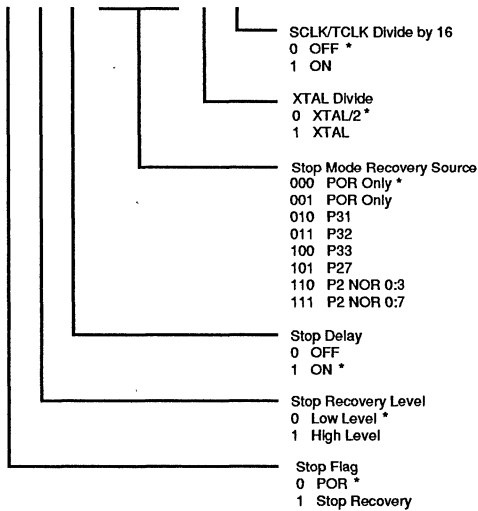 SCLK/TCLK Divide by 16
0 OFF *
1 ON
XTAL Divide
0 XTAL/2 *
1 XTAL
Stop Mode Recovery Source
000 POR Only *
001 POR Only
010 P31
011 P32
100 P33
101 P27
110 P2 NOR 0:3
111 P2 NOR 0:7
Stop Delay
0 OFF
1 ON *
Stop Recovery Level
0 Low Level *
1 High Level
Stop Flag
0 POR *
1 Stop Recovery